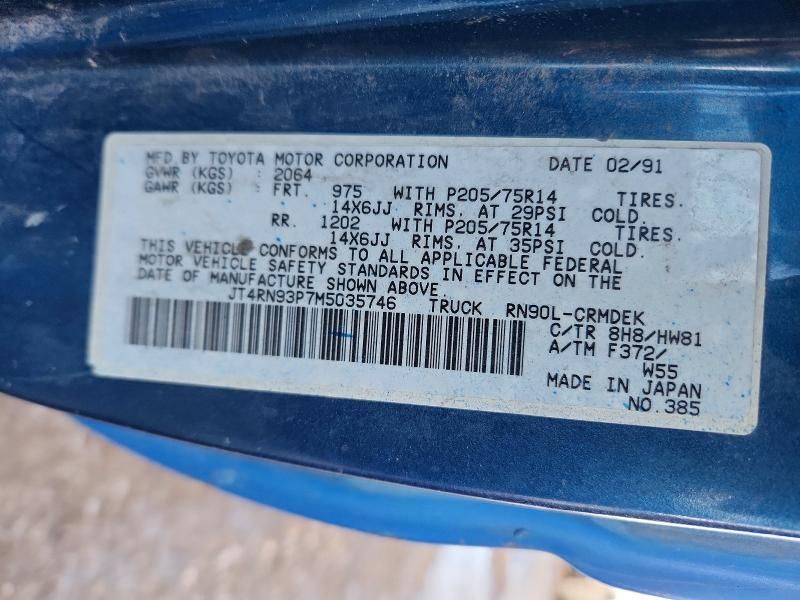 MFD BY TOYOTA MOTOR CORPORATION DATE 02/91
GVWR (KGS) : 2064
GAWR (KGS) : FRT. 975 WITH P205/75R14 TIRES.
14X6JJ RIMS. AT 29PSI COLD.
RR. 1202 WITH P205/75R14 TIRES.
14X6JJ RIMS. AT 35PSI COLD.
THIS VEHICLE CONFORMS TO ALL APPLICABLE FEDERAL
MOTOR VEHICLE SAFETY STANDARDS IN EFFECT ON THE
DATE OF MANUFACTURE SHOWN ABOVE.
JT4RN93P7M5035746 TRUCK RN90L-CRMDEK
C/TR 8H8/HW81
A/TM F372/
W55
MADE IN JAPAN
NO.385